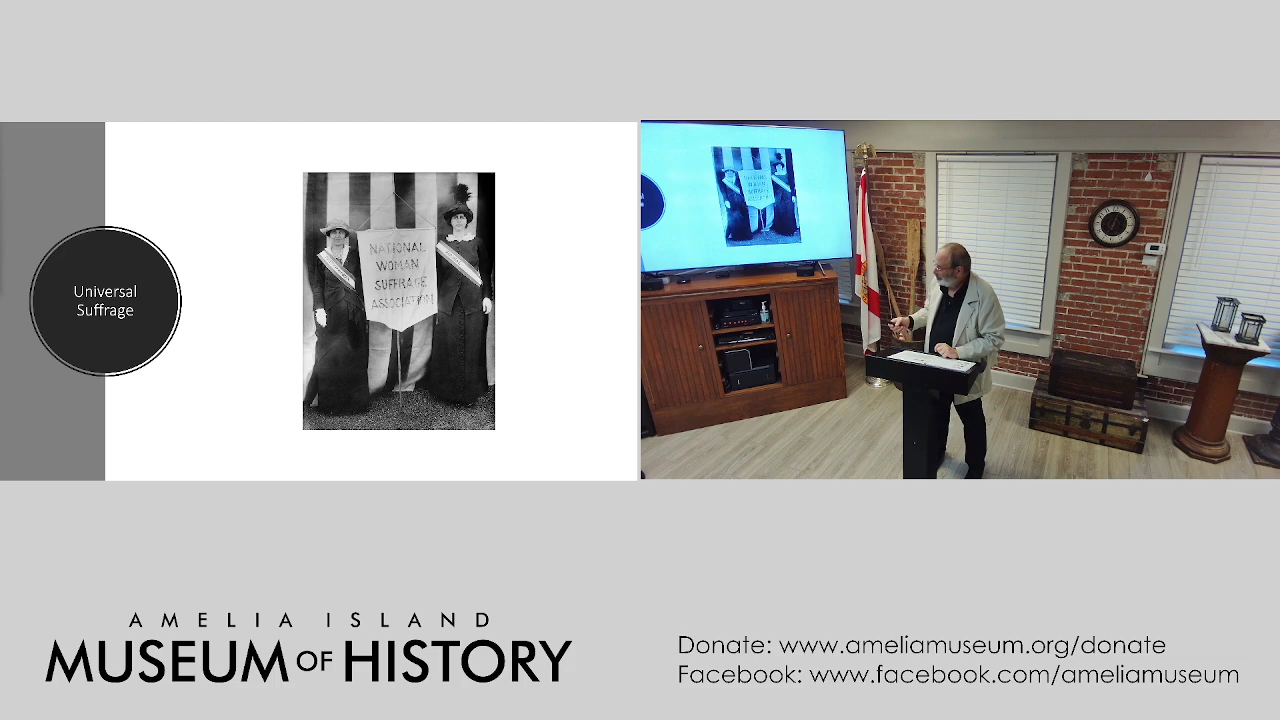 Universal
Suffrage
NATIONAL
WOMAN
SUFFRAGE
ASSOCIATION
AMELIA ISLAND
MUSEUM OF HISTORY
Donate: www.ameliamuseum.org/donate
Facebook: www.facebook.com/ameliamuseum